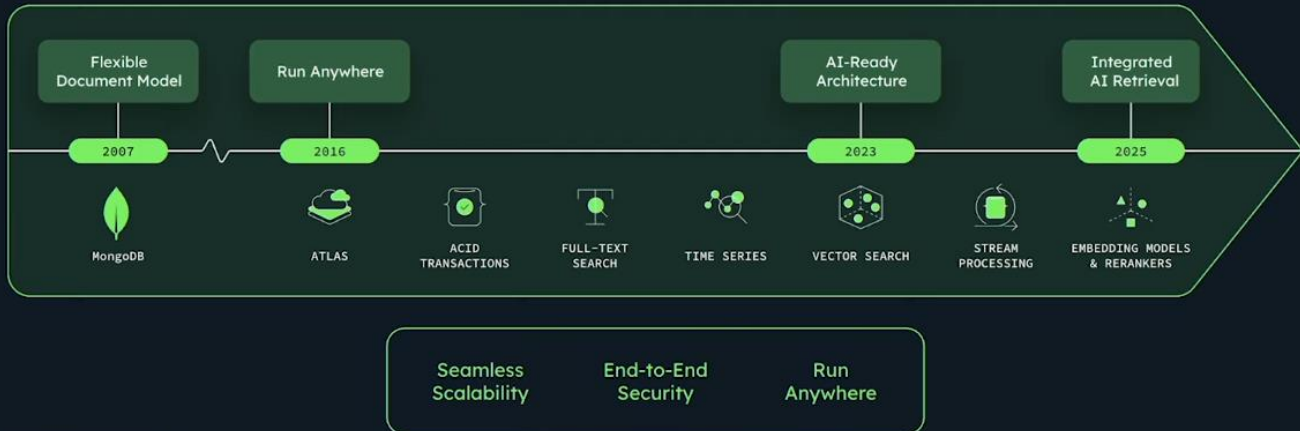 Flexible
Document Model
Run Anywhere
AI-Ready
Architecture
Integrated
AI Retrieval
2007
2016
2023
2025
MongoDB
ATLAS
ACID
TRANSACTIONS
FULL-TEXT
SEARCH
TIME SERIES
VECTOR SEARCH
STREAM
PROCESSING
EMBEDDING MODELS
& RERANKERS
Seamless
Scalability
End-to-End
Security
Run
Anywhere